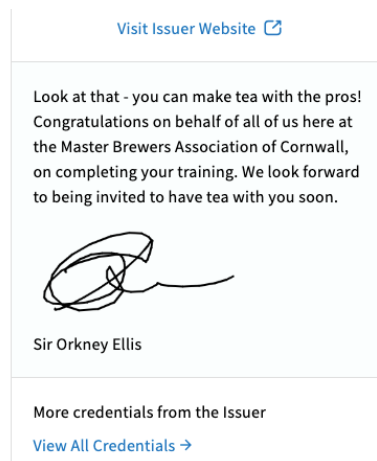 Visit Issuer Website
Look at that - you can make tea with the pros!
Congratulations on behalf of all of us here at
the Master Brewers Association of Cornwall,
on completing your training. We look forward
to being invited to have tea with you soon.
Sir Orkney Ellis
More credentials from the Issuer
View All Credentials →